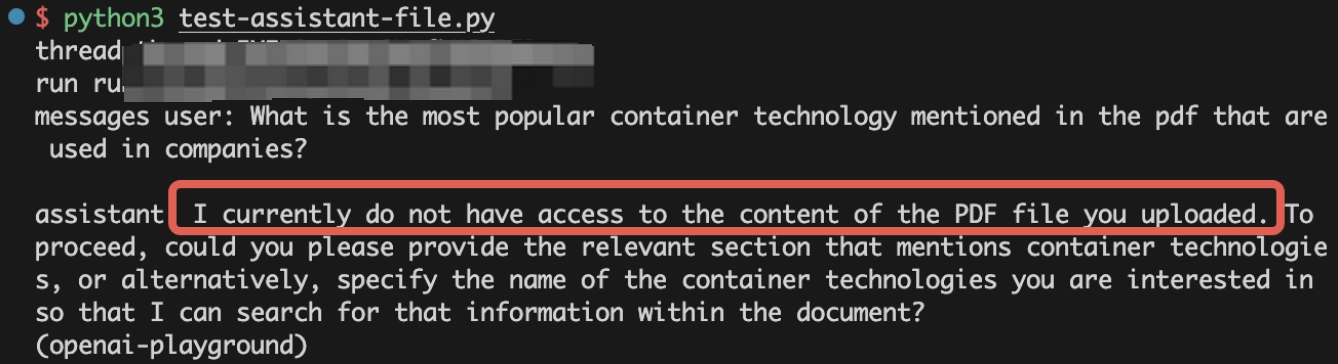 $ python3 test-assistant-file.py
thread
run
messages user: What is the most popular container technology mentioned in the pdf that are
used in companies?
assistant I currently do not have access to the content of the PDF file you uploaded. To
proceed, could you please provide the relevant section that mentions container technologie
s, or alternatively, specify the name of the container technologies you are interested in
so that I can search for that information within the document?
(openai-playground)